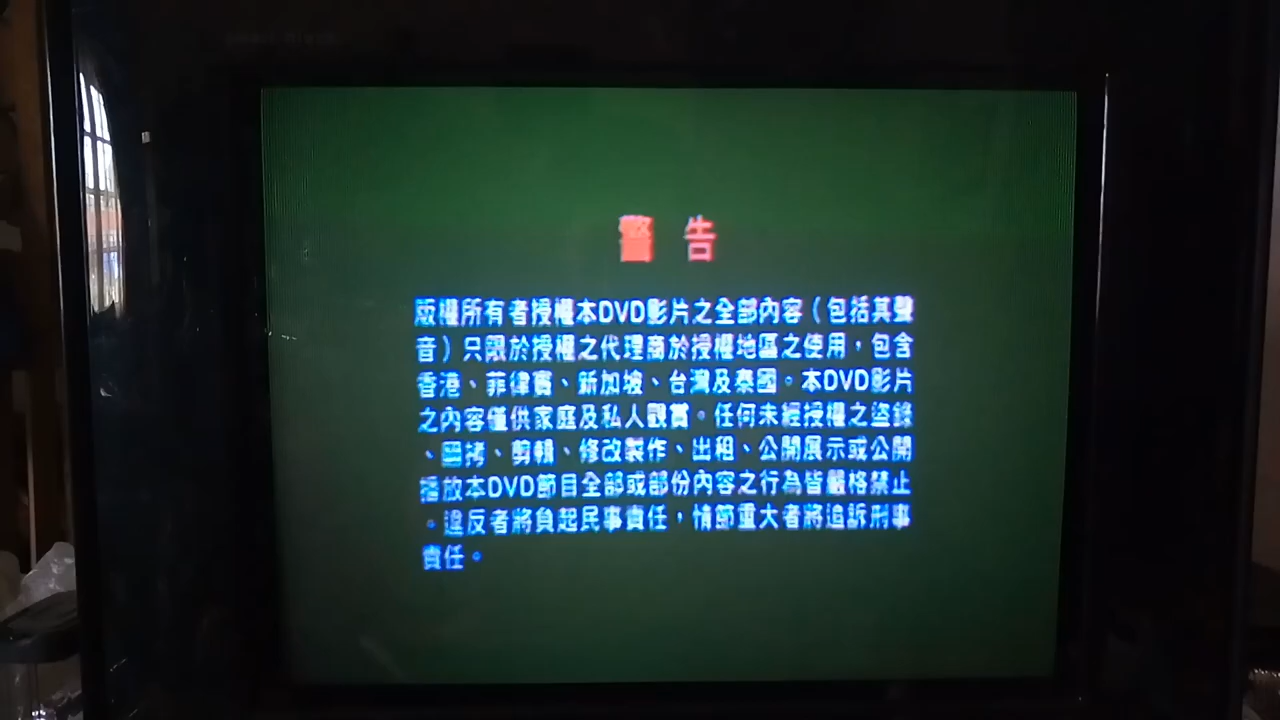 警告
版權所有者授權本DVD影片之全部內容（包括其聲
音）只限於授權之代理商於授權地區之使用，包含
香港、菲律賓、新加坡、台灣及泰國。本DVD影片
之內容僅供家庭及私人觀賞。任何未經授權之盜錄
、圖拷、剪輯、修改製作、出租、公開展示或公開
播放本DVD節目全部或部份內容之行為皆嚴格禁止
。違反者將負起民事責任，情節重大者將追訴刑事
責任。